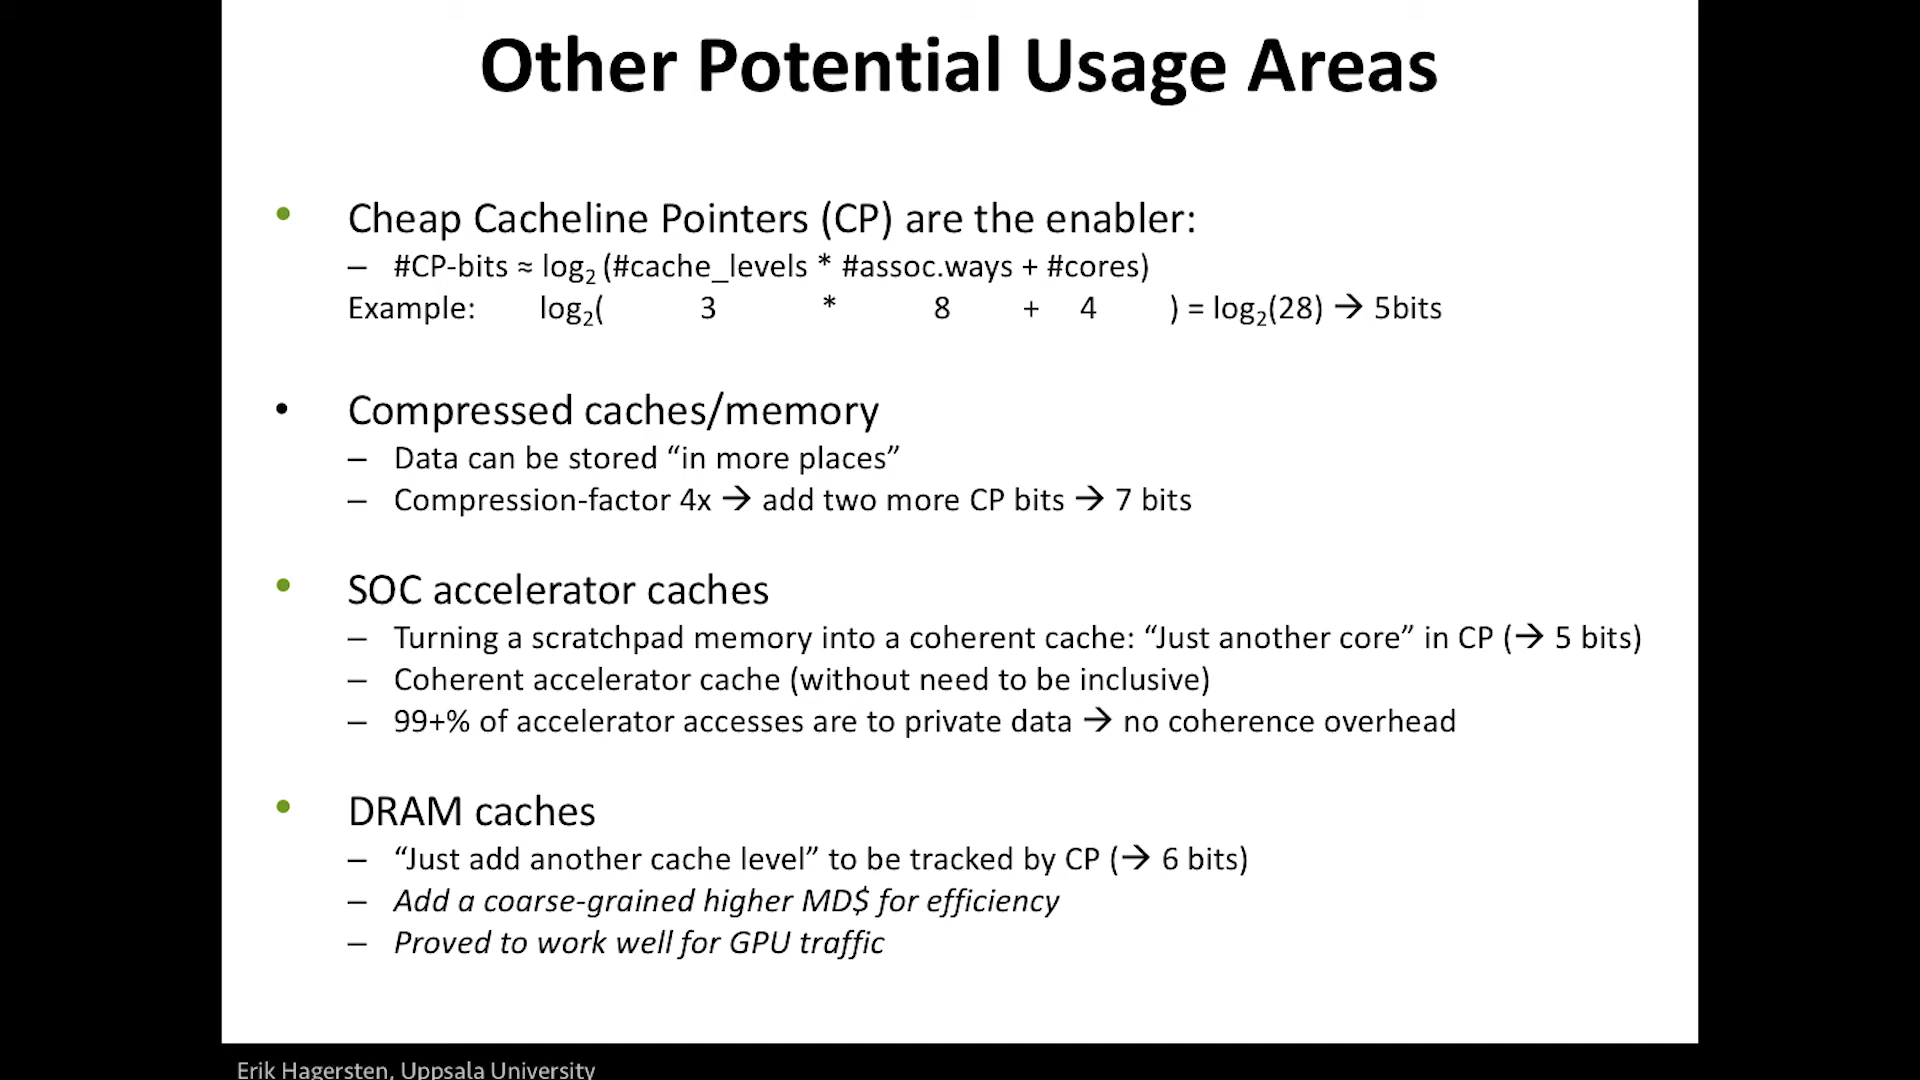 Other Potential Usage Areas
• Cheap Cacheline Pointers (CP) are the enabler:
– #CP-bits ≈ log₂ (#cache_levels * #assoc.ways + #cores)
Example: log₂( 3 * 8 + 4 ) = log₂(28) → 5bits
• Compressed caches/memory
– Data can be stored “in more places”
– Compression-factor 4x → add two more CP bits → 7 bits
• SOC accelerator caches
– Turning a scratchpad memory into a coherent cache: “Just another core” in CP (→ 5 bits)
– Coherent accelerator cache (without need to be inclusive)
– 99+% of accelerator accesses are to private data → no coherence overhead
• DRAM caches
– “Just add another cache level” to be tracked by CP (→ 6 bits)
– Add a coarse-grained higher MD$ for efficiency
– Proved to work well for GPU traffic
Erik Hagersten, Uppsala University